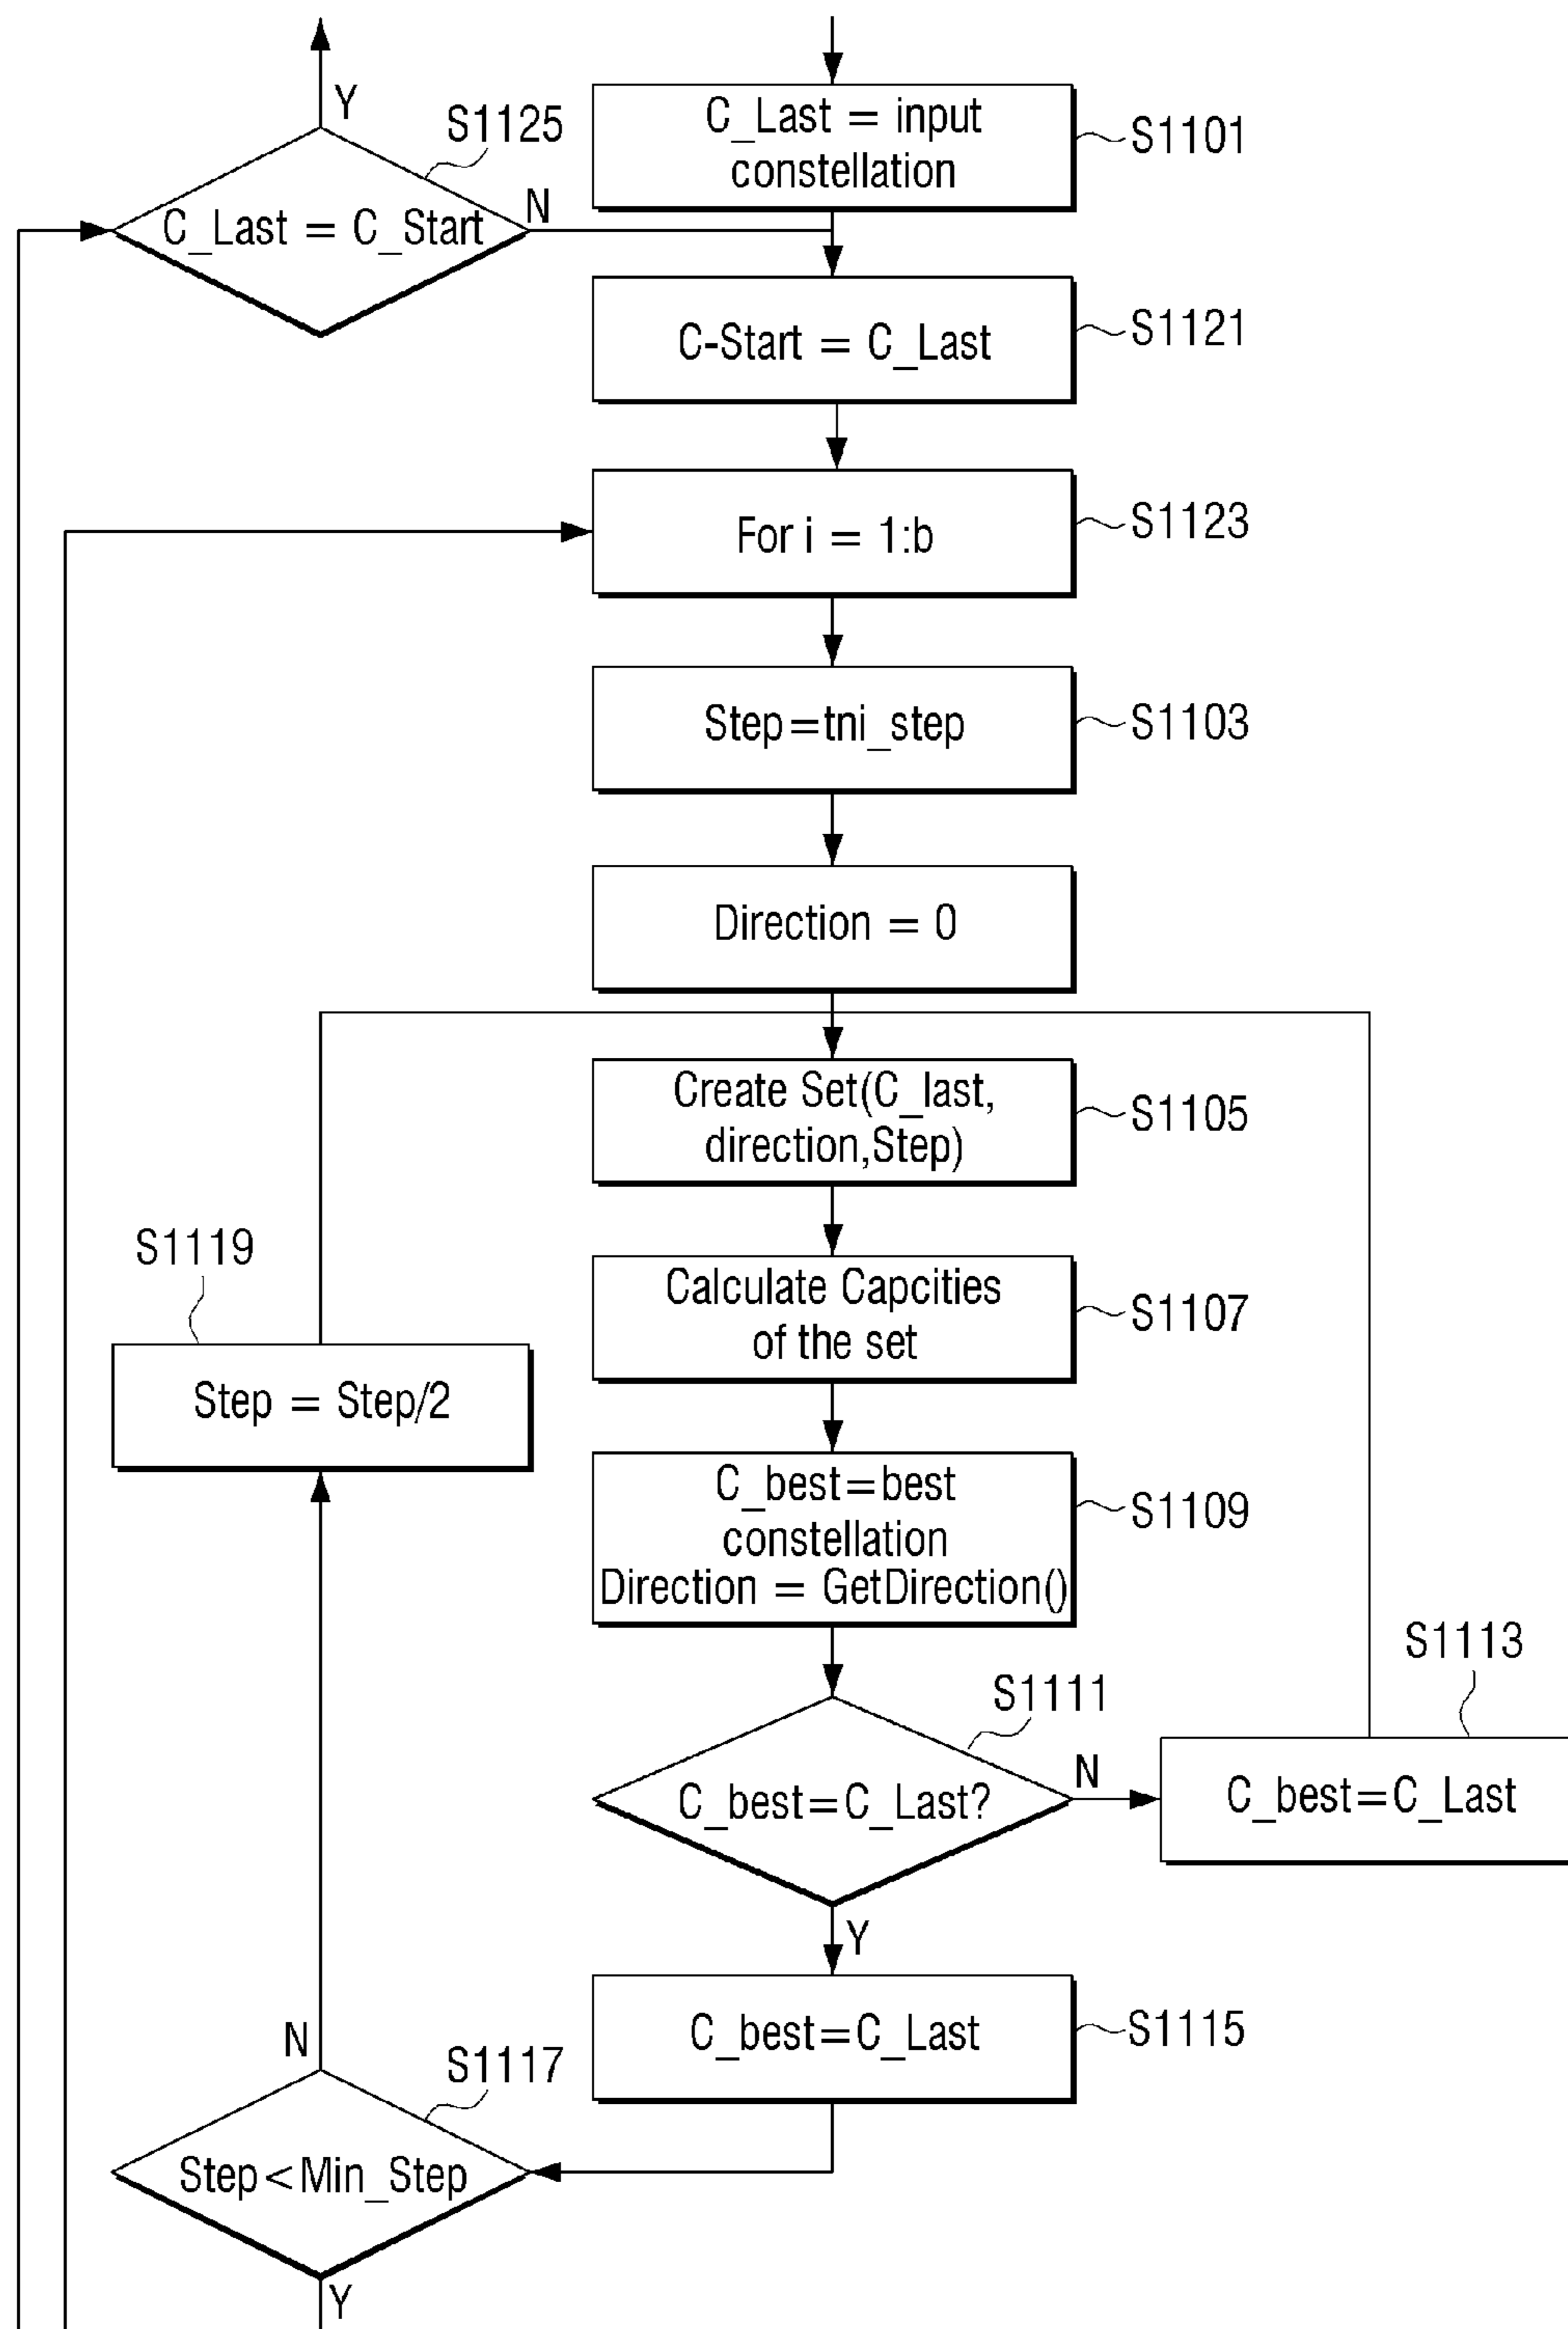 Y
S1125
C_Last = C_Start
N
C_Last = input
constellation
S1101
C-Start = C_Last
S1121
For i = 1:b
S1123
Step=tni_step
S1103
Direction = 0
Create Set(C_last,
direction,Step)
S1105
Calculate Capcities
of the set
S1107
S1119
Step = Step/2
C_best=best
constellation
Direction = GetDirection()
S1109
S1111
C_best=C_Last?
N
S1113
C_best=C_Last
Y
C_best=C_Last
S1115
N
S1117
Step<Min_Step
Y